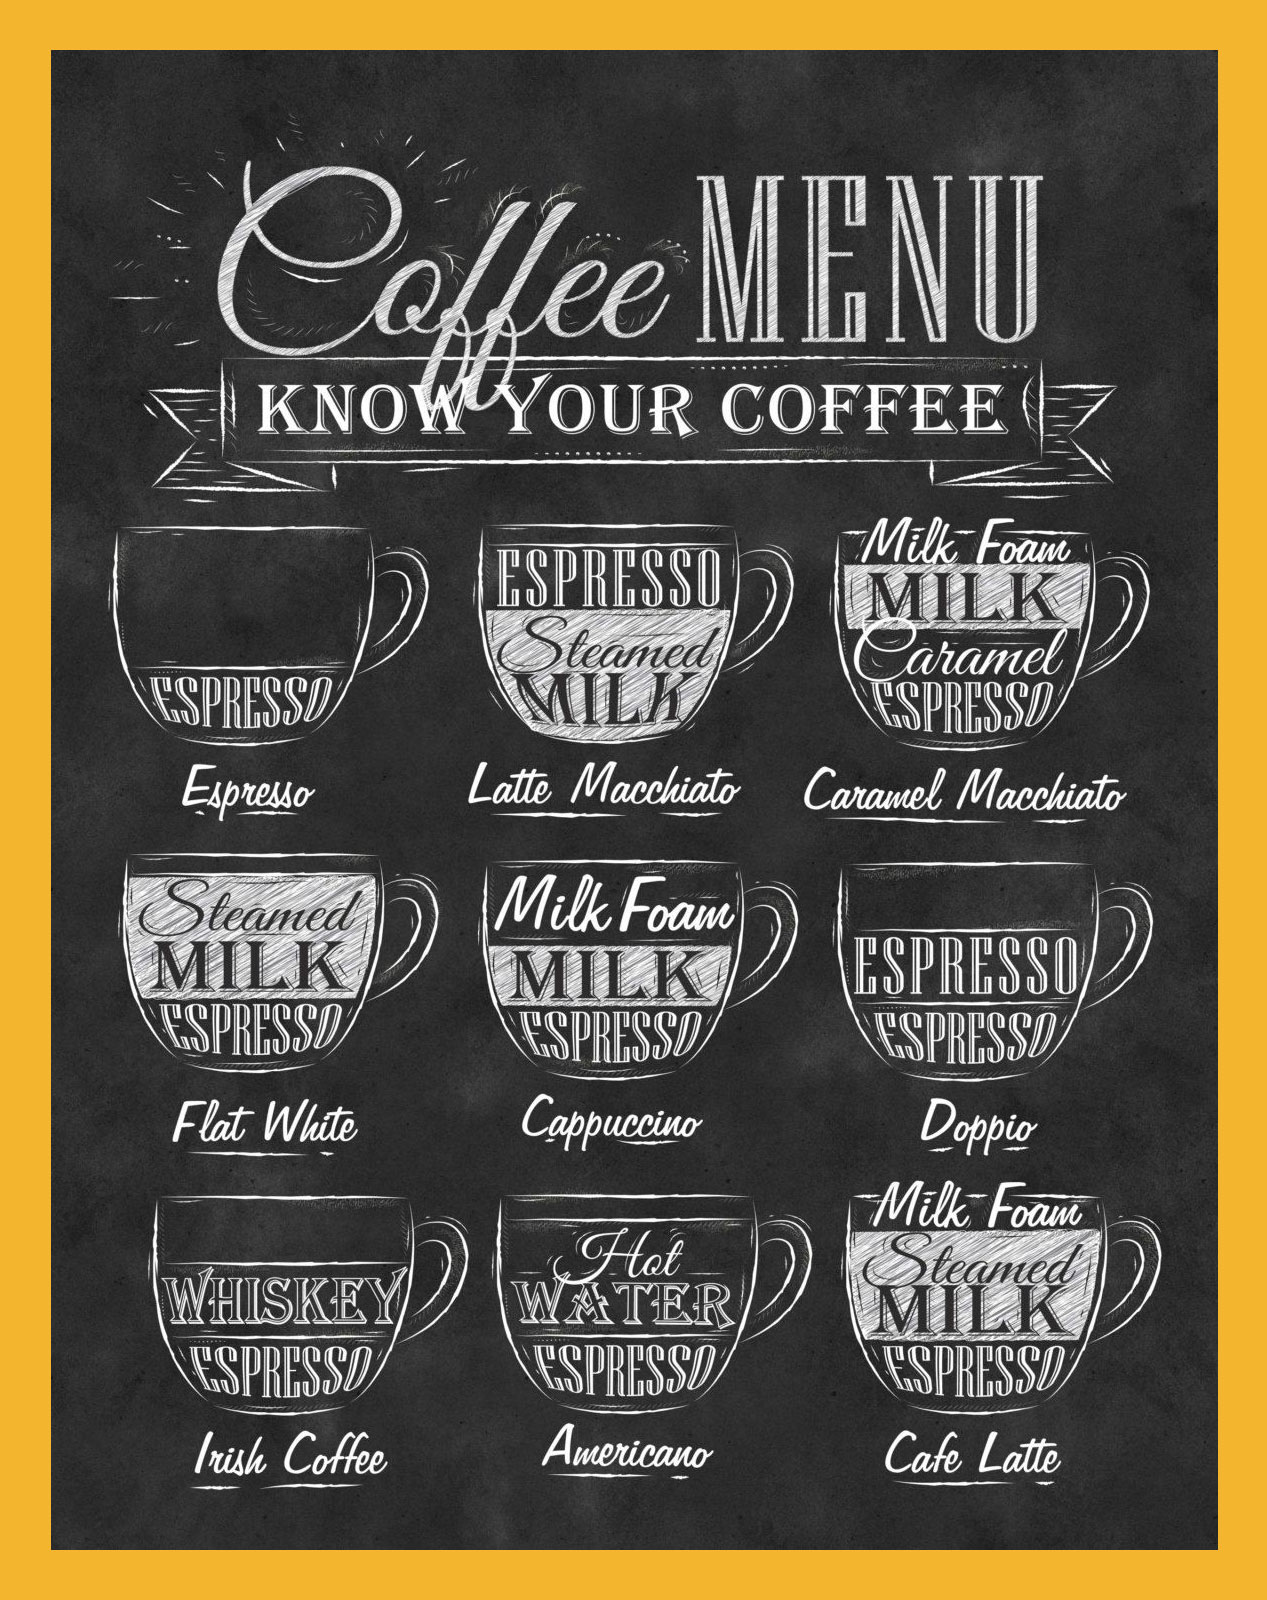 Coffee MENU
KNOW YOUR COFFEE
ESPRESSO
Espresso
ESPRESSO
Steamed
MILK
Latte Macchiato
Milk Foam
MILK
Caramel
ESPRESSO
Caramel Macchiato
Steamed
MILK
ESPRESSO
Flat White
Milk Foam
MILK
ESPRESSO
Cappuccino
ESPRESSO
ESPRESSO
Doppio
WHISKEY
ESPRESSO
Irish Coffee
Hot
WATER
ESPRESSO
Americano
Milk Foam
Steamed
MILK
ESPRESSO
Cafe Latte